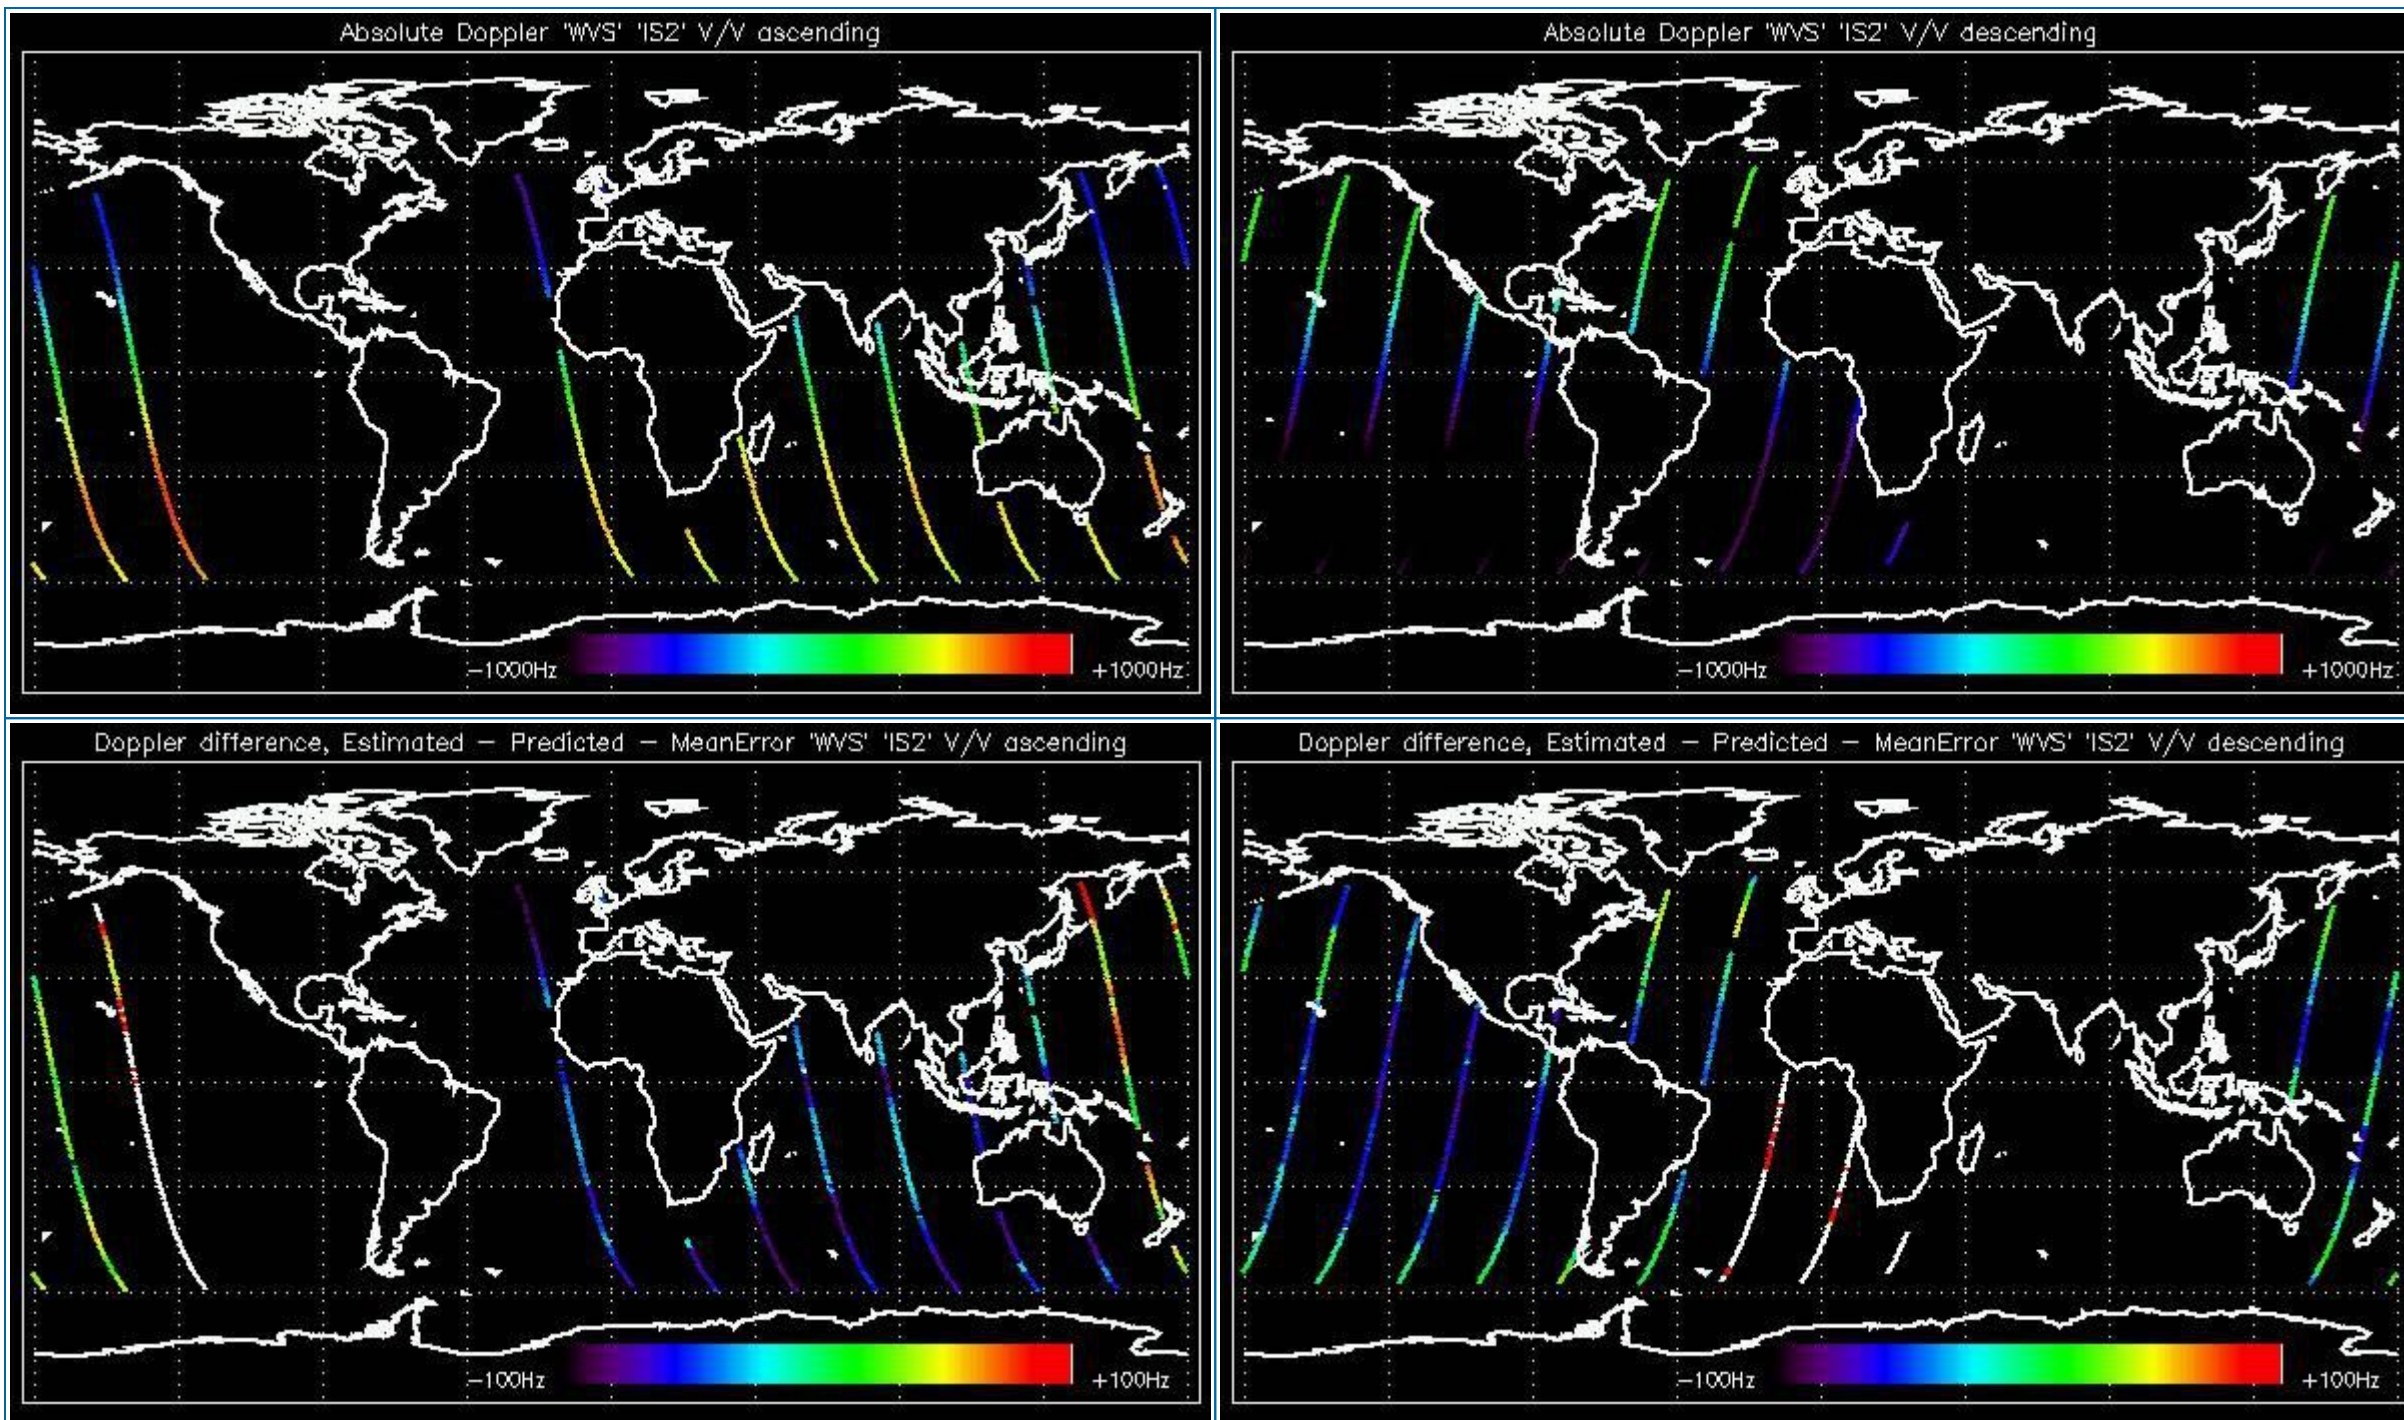 Absolute Doppler 'WVS' 'IS2' V/V ascending
-1000Hz
+1000Hz
Absolute Doppler 'WVS' 'IS2' V/V descending
-1000Hz
+1000Hz
Doppler difference, Estimated - Predicted - MeanError 'WVS' 'IS2' V/V ascending
-100Hz
+100Hz
Doppler difference, Estimated - Predicted - MeanError 'WVS' 'IS2' V/V descending
-100Hz
+100Hz